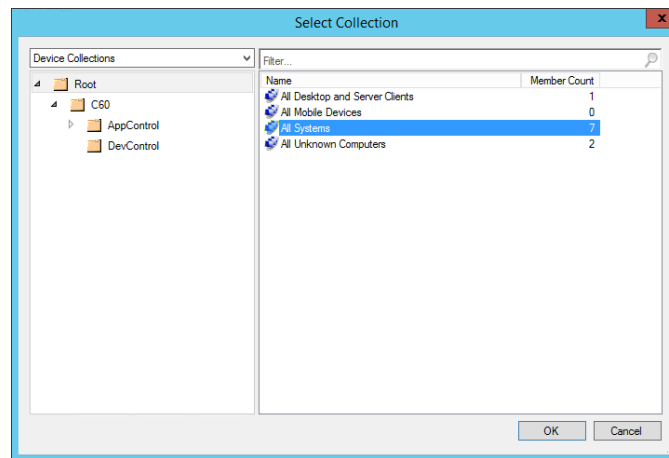 Select Collection
x
Device Collections
Filter...
Root
C60
AppControl
DevControl
Name Member Count
All Desktop and Server Clients 1
All Mobile Devices 0
All Systems 7
All Unknown Computers 2
OK Cancel